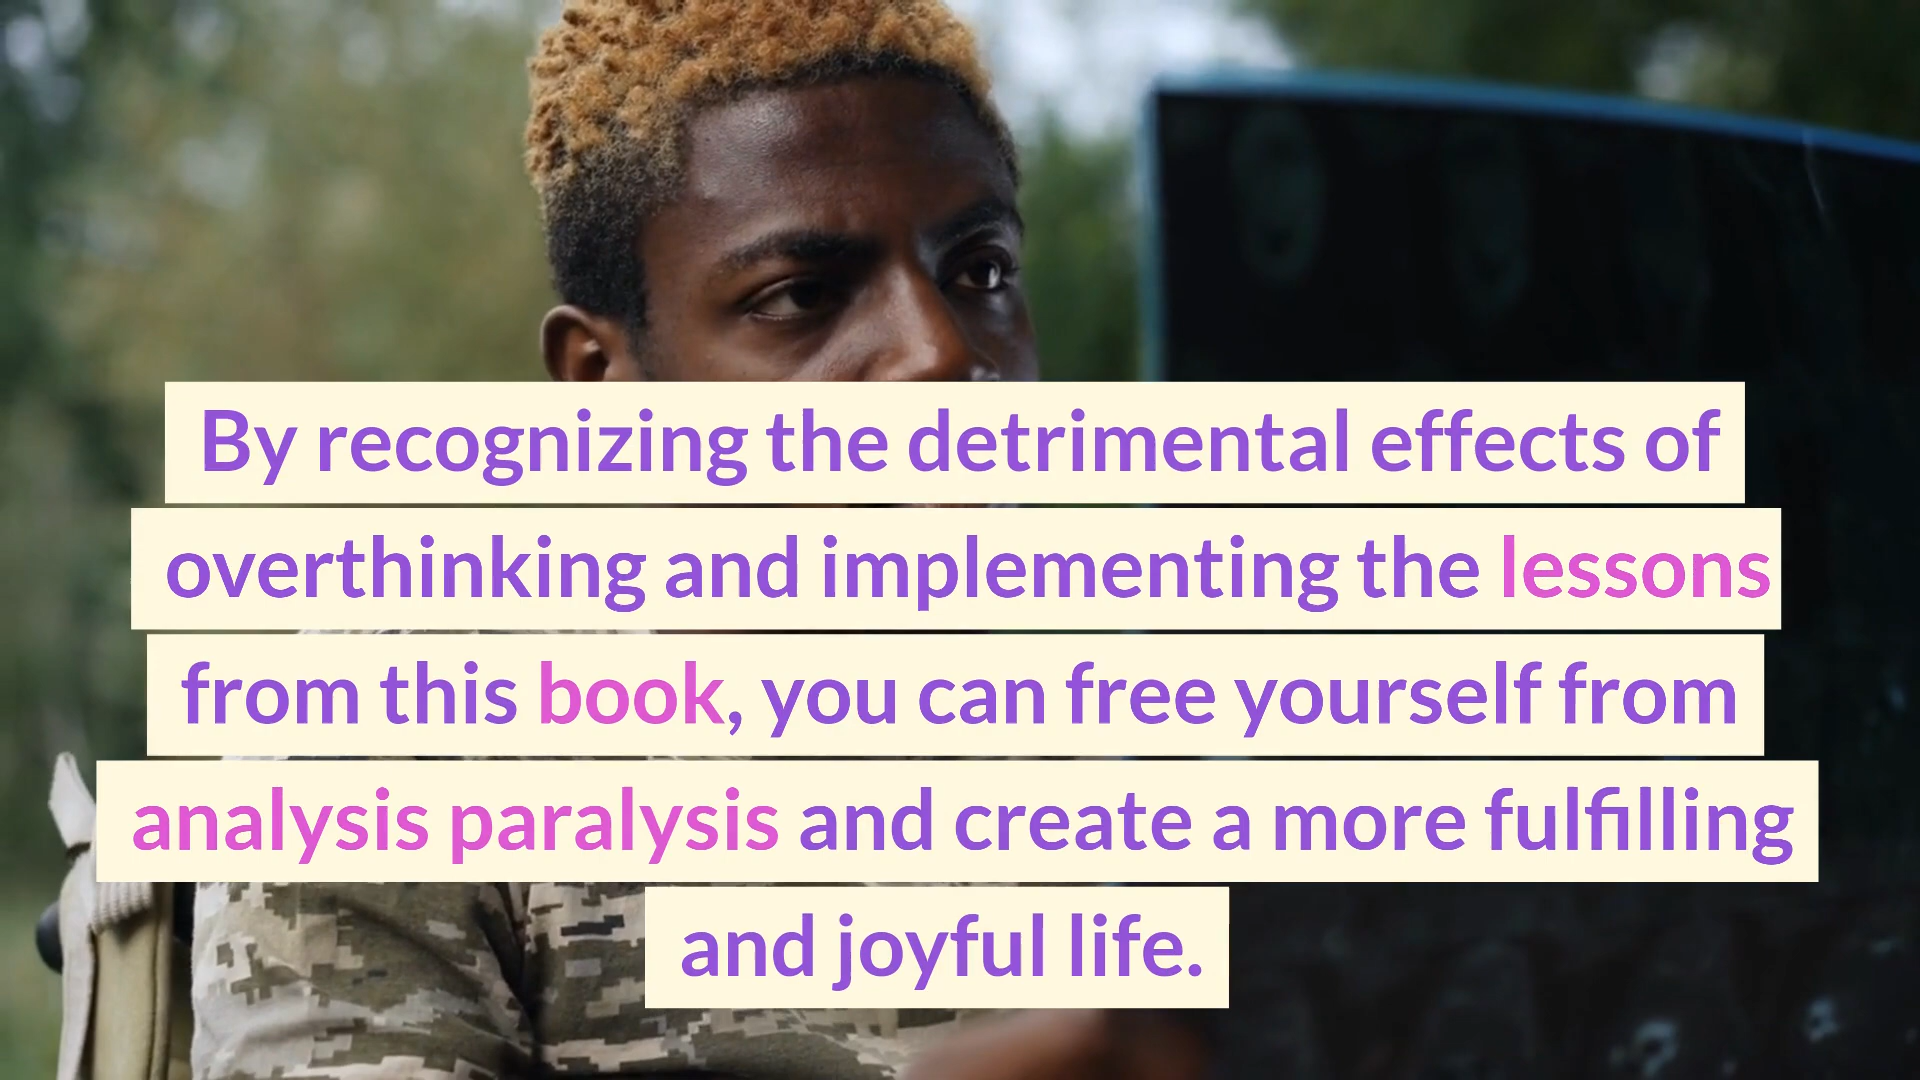 By recognizing the detrimental effects of
overthinking and implementing the lessons
from this book, you can free yourself from
analysis paralysis and create a more fulfilling
and joyful life.